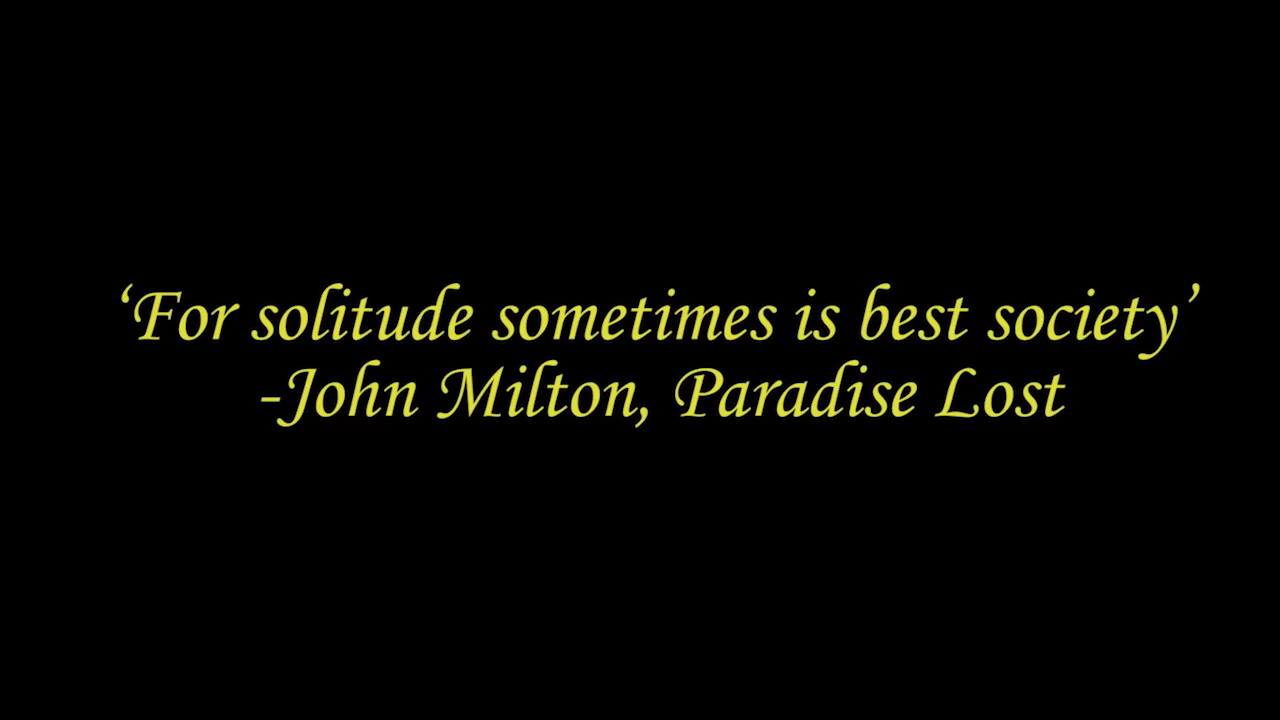 ‘For solitude sometimes is best society’
-John Milton, Paradise Lost